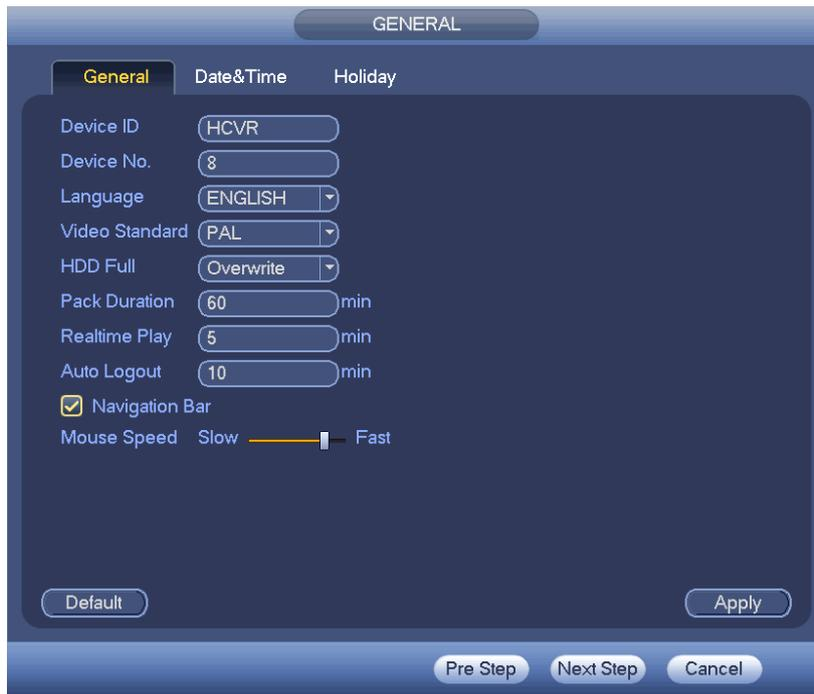 GENERAL
General Date&Time Holiday
Device ID HCVR
Device No. 8
Language ENGLISH
Video Standard PAL
HDD Full Overwrite
Pack Duration 60 min
Realtime Play 5 min
Auto Logout 10 min
Navigation Bar
Mouse Speed Slow Fast
Default Apply
Pre Step Next Step Cancel